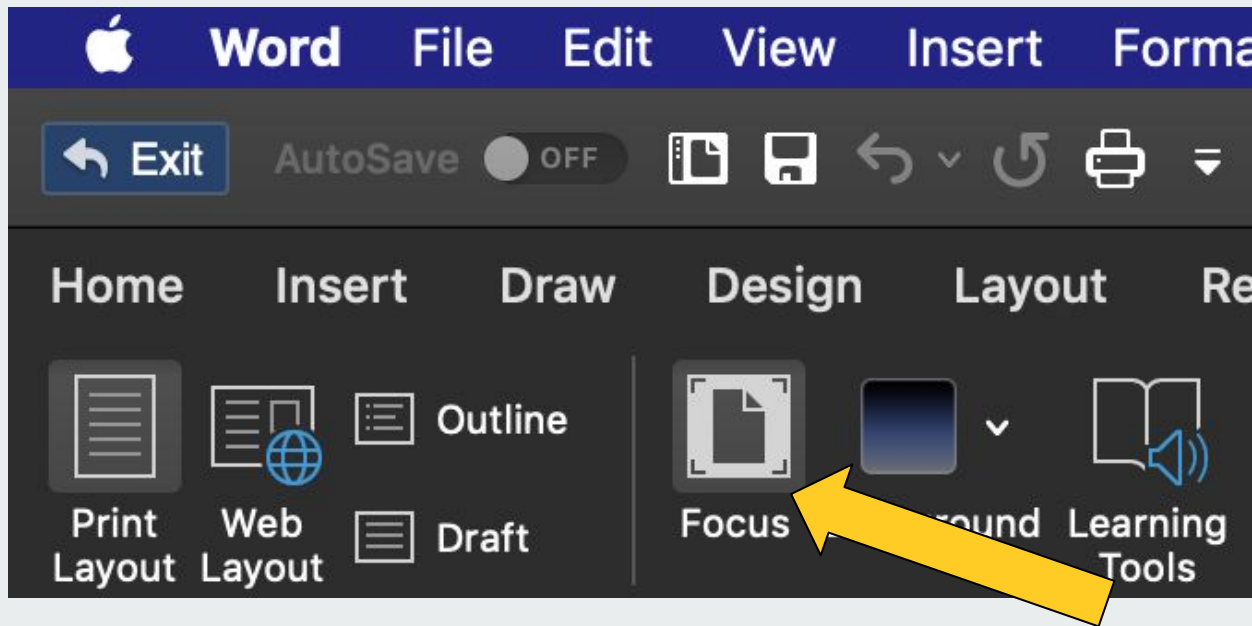 Word File Edit View Insert Forma
Exit AutoSave OFF
Home Insert Draw Design Layout Re
Outline
Print Layout
Web Layout
Draft
Focus
Learning Tools